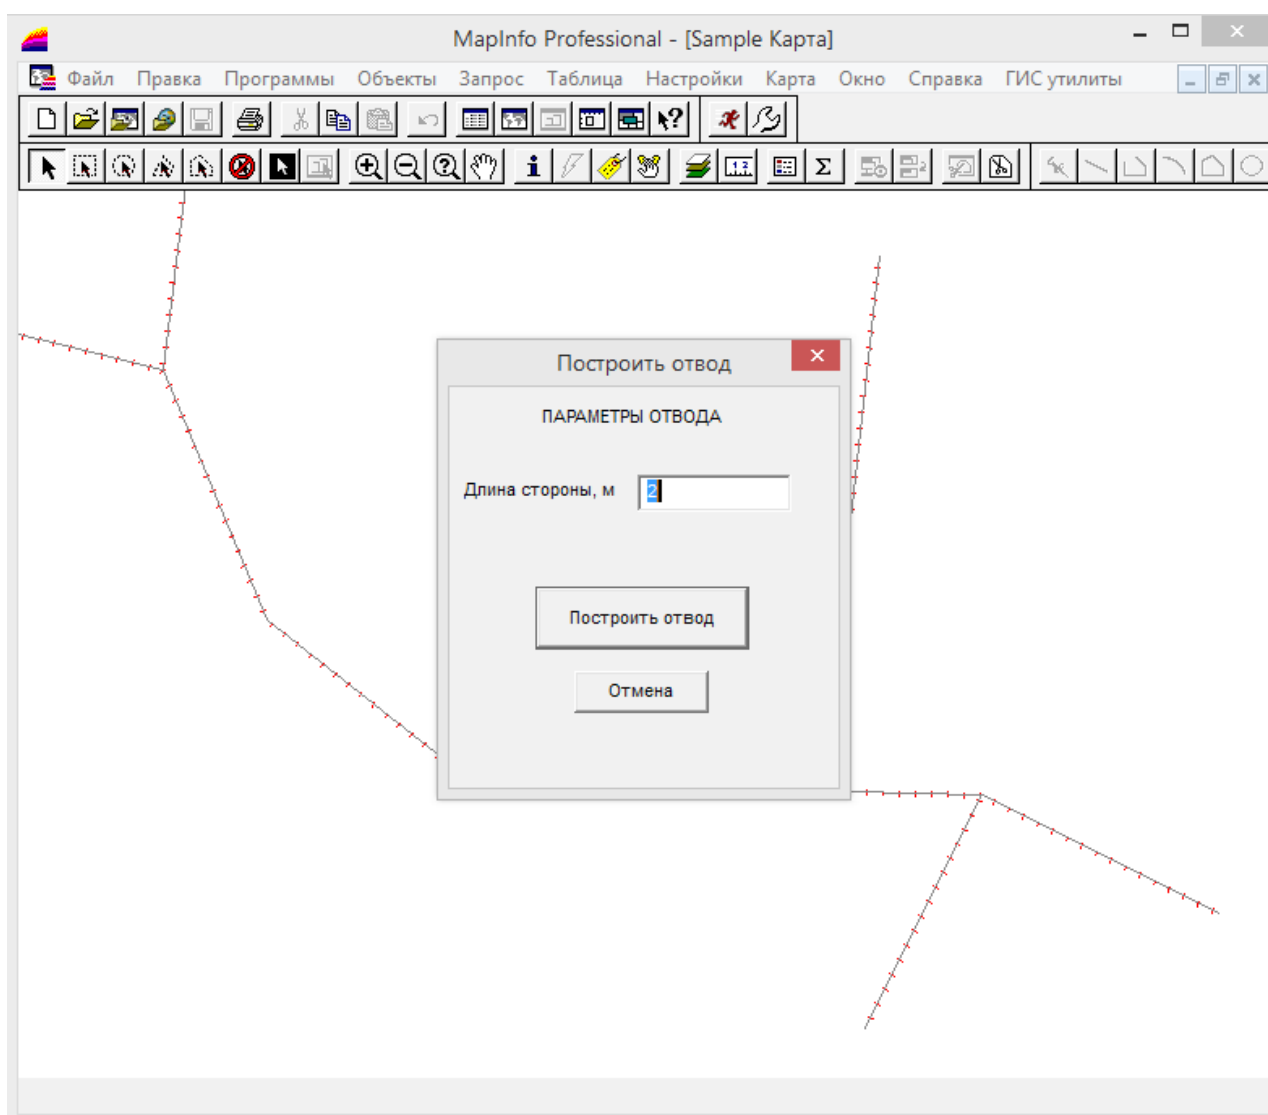 MapInfo Professional - [Sample Карта]
Файл Правка Программы Объекты Запрос Таблица Настройки Карта Окно Справка ГИС утилиты
Построить отвод
ПАРАМЕТРЫ ОТВОДА
Длина стороны, м 2
Построить отвод
Отмена